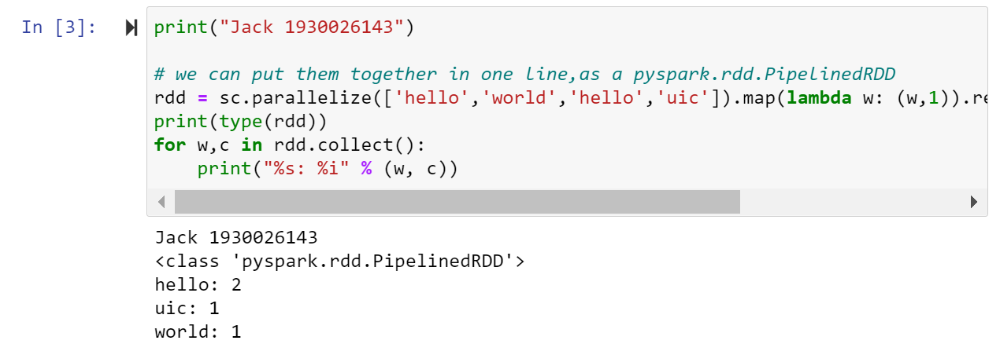 In [3]:
print("Jack 1930026143")
# we can put them together in one line,as a pyspark.rdd.PipelinedRDD
rdd = sc.parallelize(['hello','world','hello','uic']).map(lambda w: (w,1)).re
print(type(rdd))
for w,c in rdd.collect():
    print("%s: %i" % (w, c))
Jack 1930026143
<class 'pyspark.rdd.PipelinedRDD'>
hello: 2
uic: 1
world: 1